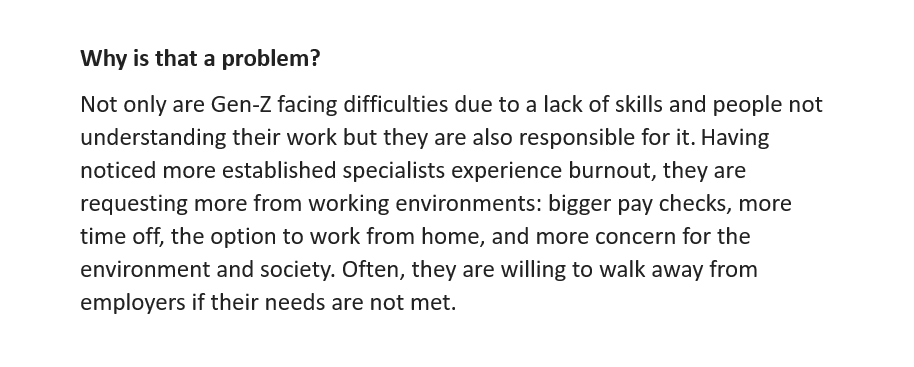 Why is that a problem?
Not only are Gen-Z facing difficulties due to a lack of skills and people not
understanding their work but they are also responsible for it. Having
noticed more established specialists experience burnout, they are
requesting more from working environments: bigger pay checks, more
time off, the option to work from home, and more concern for the
environment and society. Often, they are willing to walk away from
employers if their needs are not met.